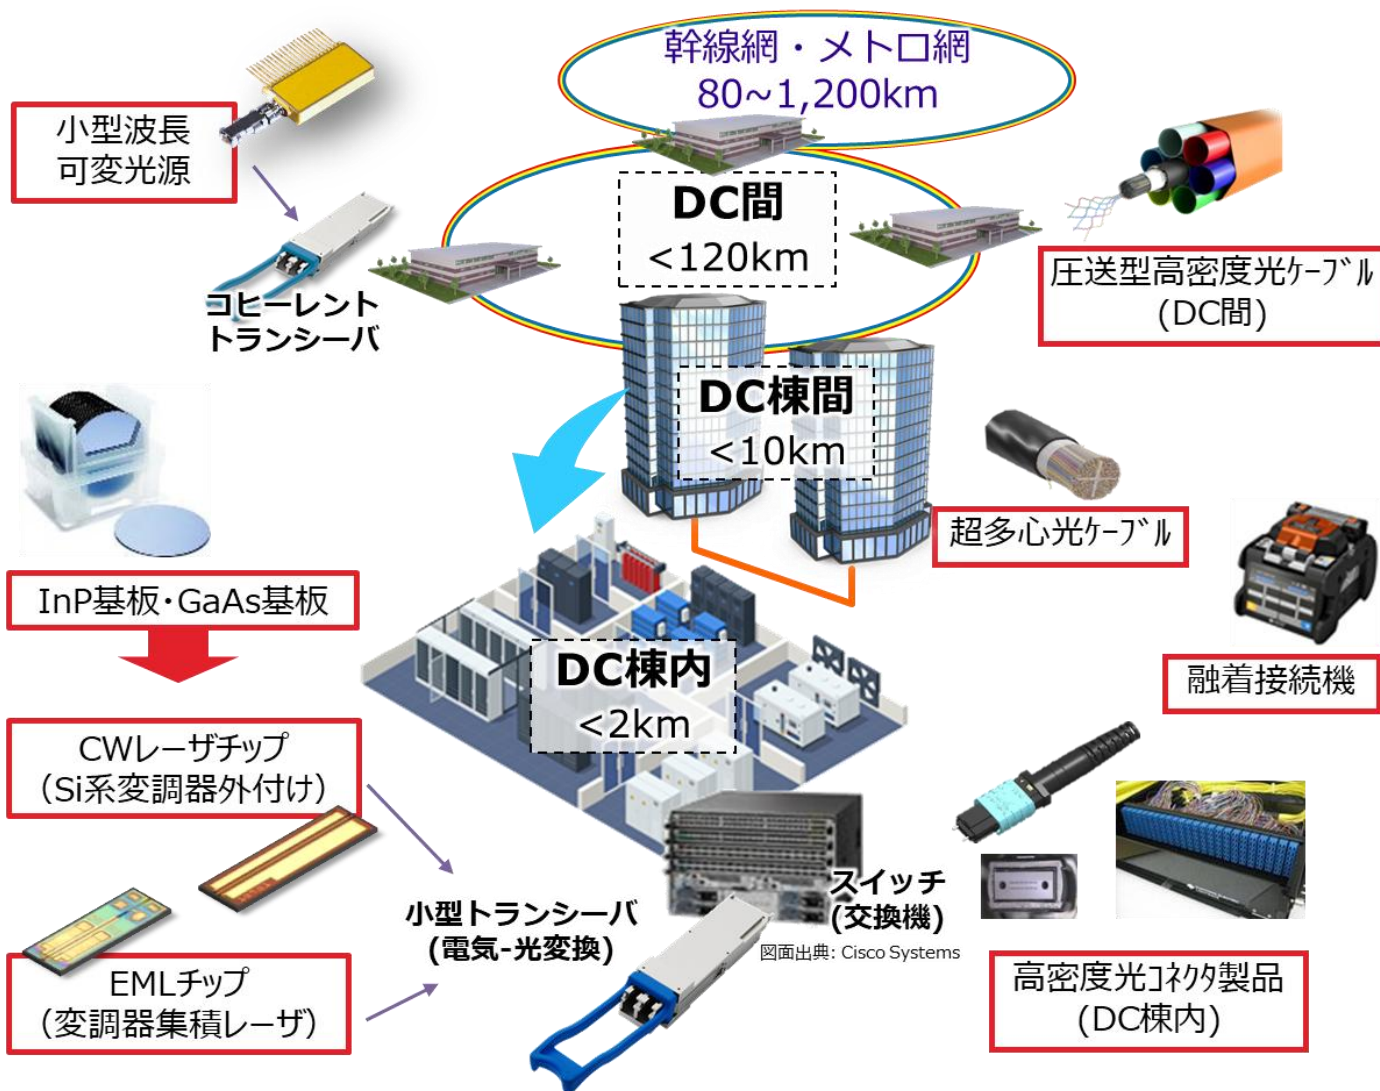 幹線網・メトロ網
80~1,200km
小型波長
可変光源
DC間
<120km
コヒーレント
トランシーバ
圧送型高密度光ｹｰﾌﾞﾙ
(DC間)
DC棟間
<10km
超多心光ｹｰﾌﾞﾙ
InP基板･GaAs基板
融着接続機
DC棟内
<2km
CWﾚｰｻﾞﾁｯﾌﾟ
（Si系変調器外付け）
スイッチ
(交換機)
小型トランシーバ
(電気-光変換)
図面出典: Cisco Systems
EMLﾁｯﾌﾟ
（変調器集積ﾚｰｻﾞ）
高密度光ｺﾈｸﾀ製品
(DC棟内)